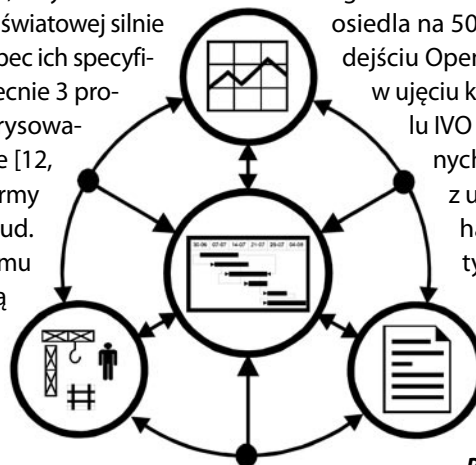 światowej silnie
bec ich specyfi-
ecnie 3 pro-
rysowa-
e [12,
rmy
ud.
mu
ą
osiedla na 50
dejściu Oper
w ujęciu k
lu IVO
nych
z u
ha
ty
30-06 07-07 14-07 21-07 28-07 04-08